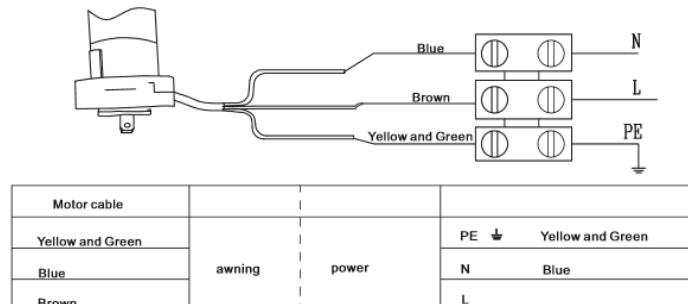 Blue N
Brown L
Yellow and Green PE
Motor cable
Yellow and Green PE Yellow and Green
Blue awning power N Blue
Brown L